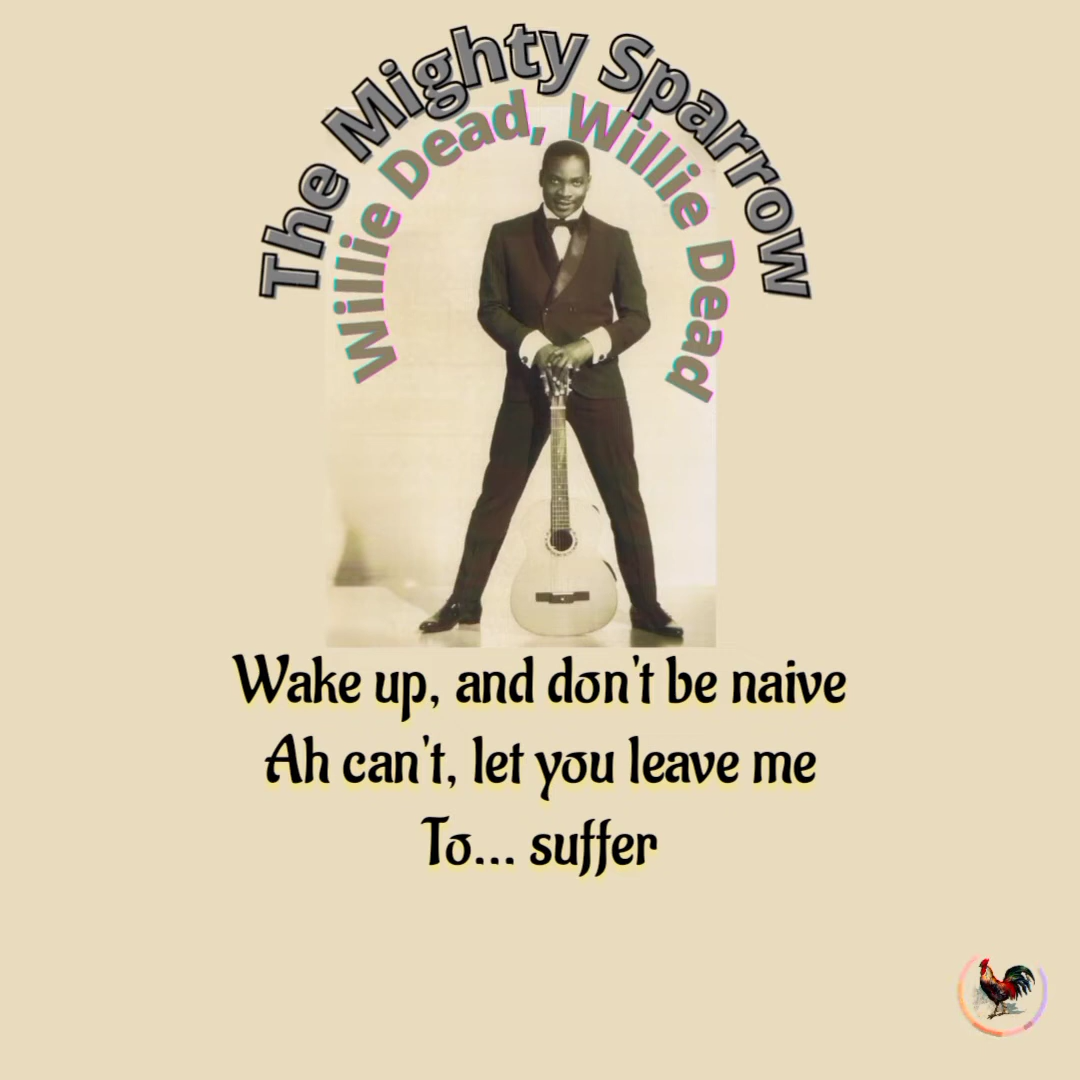 The Mighty Sparrow
Willie Dead, Willie Dead
Wake up, and don't be naive
Ah can't, let you leave me
To... suffer